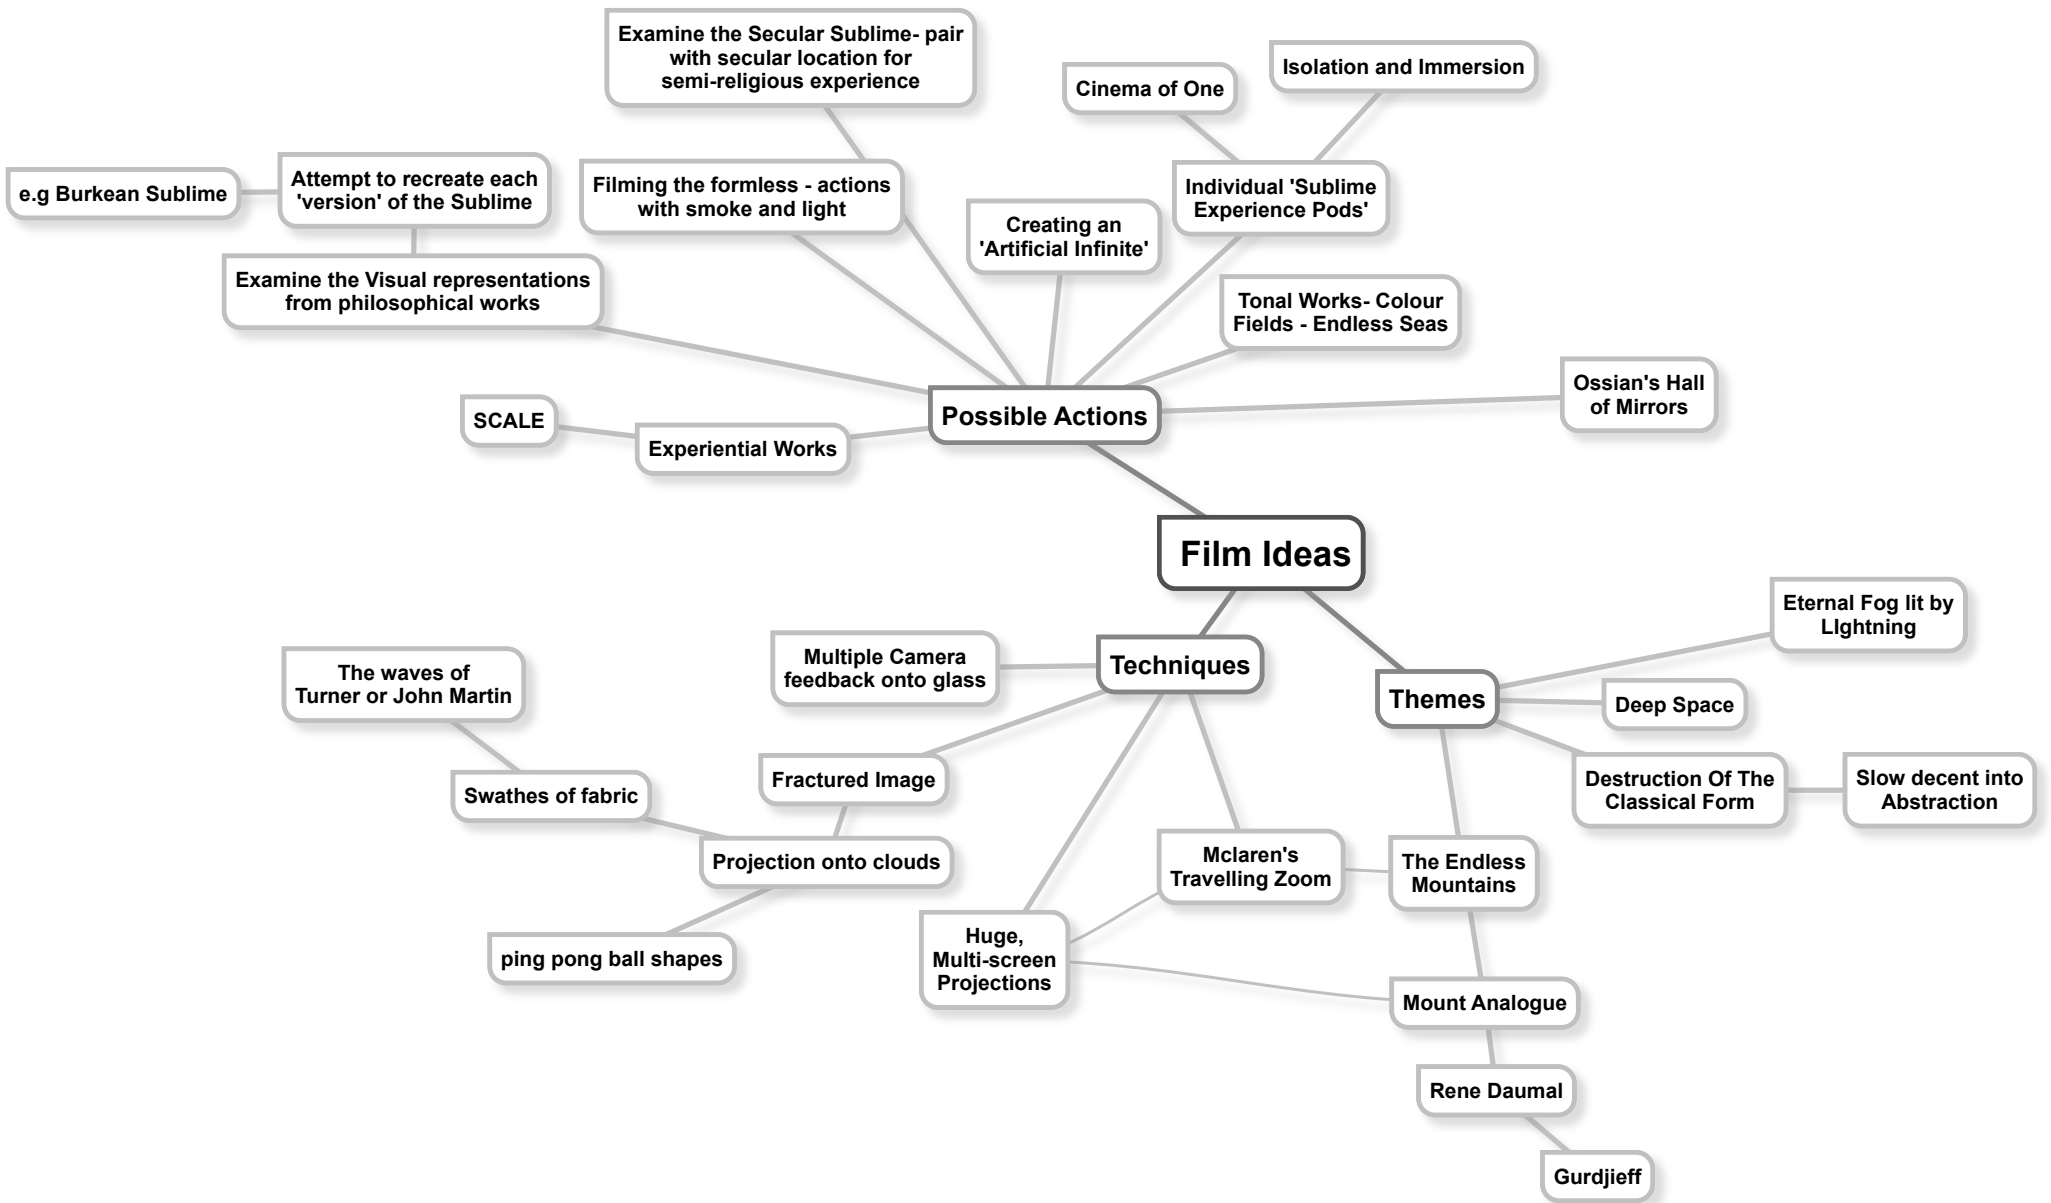 Examine the Secular Sublime- pair
with secular location for
semi-religious experience
Cinema of One
Isolation and Immersion
e.g Burkean Sublime
Attempt to recreate each
'version' of the Sublime
Filming the formless - actions
with smoke and light
Individual 'Sublime
Experience Pods'
Creating an
'Artificial Infinite'
Examine the Visual representations
from philosophical works
Tonal Works- Colour
Fields - Endless Seas
Ossian's Hall
of Mirrors
Possible Actions
SCALE
Experiential Works
Film Ideas
Eternal Fog lit by
LIghtning
Multiple Camera
feedback onto glass
Techniques
The waves of
Turner or John Martin
Themes
Deep Space
Fractured Image
Swathes of fabric
Destruction Of The
Classical Form
Slow decent into
Abstraction
Projection onto clouds
Mclaren's
Travelling Zoom
The Endless
Mountains
ping pong ball shapes
Huge,
Multi-screen
Projections
Mount Analogue
Rene Daumal
Gurdjieff